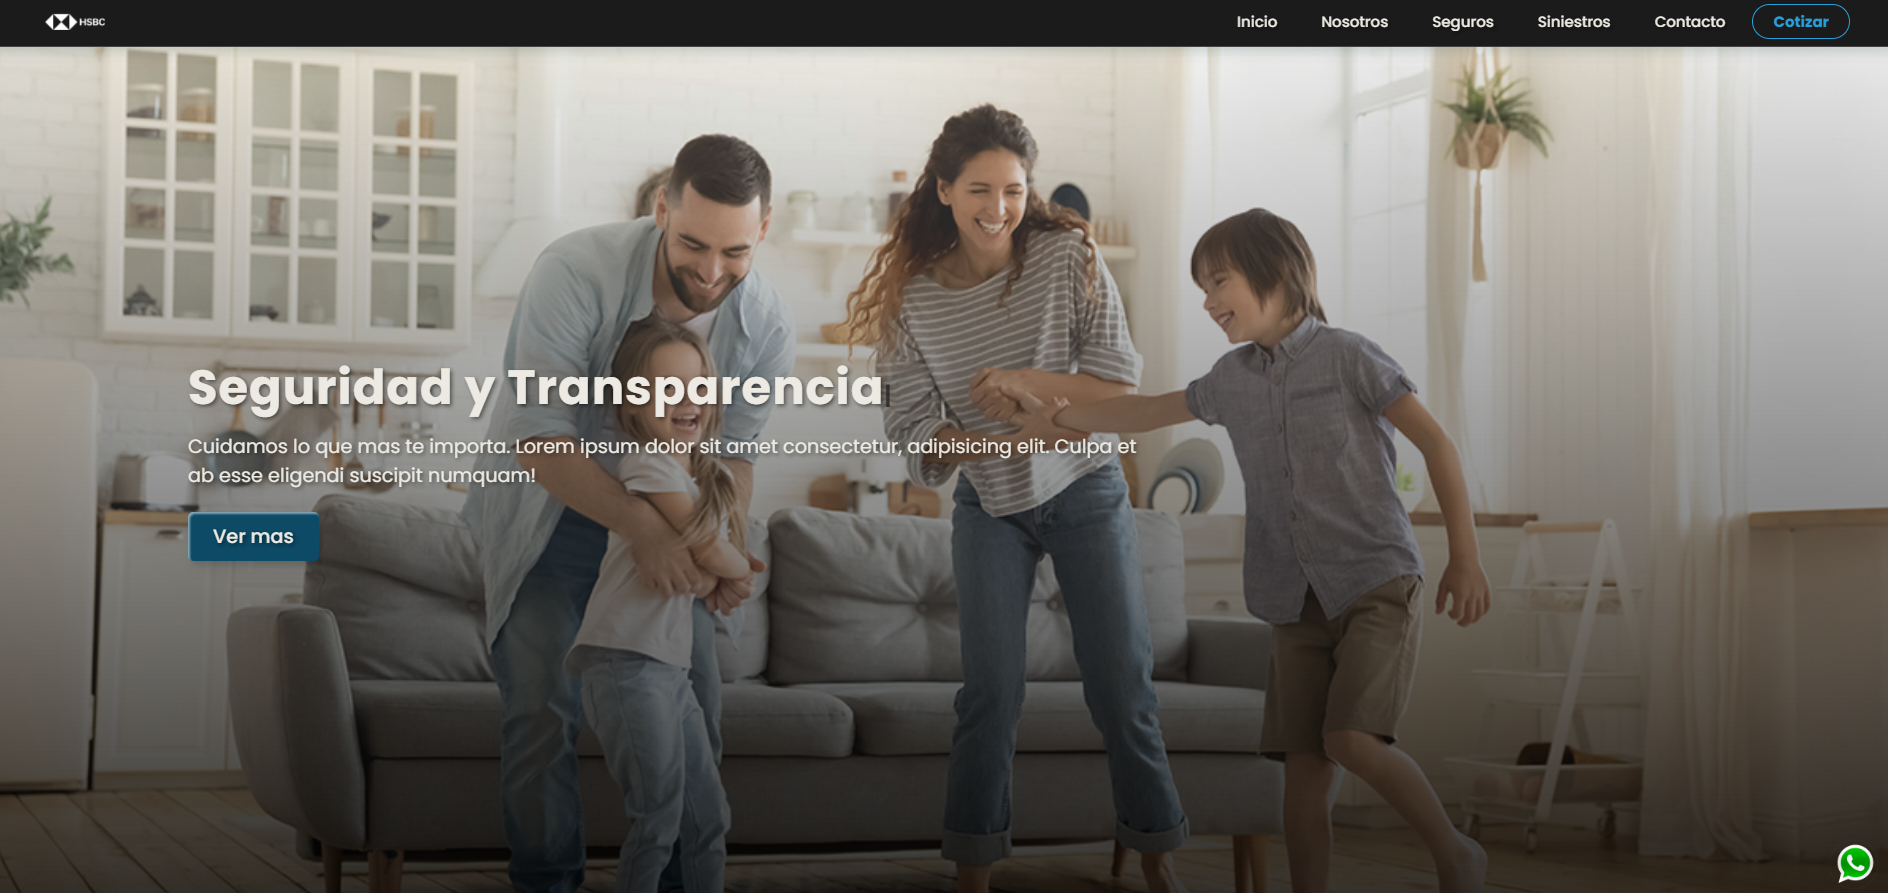 HSBC
Inicio Nosotros Seguros Siniestros Contacto Cotizar
Seguridad y Transparencia
Cuidamos lo que mas te importa. Lorem ipsum dolor sit amet consectetur, adipisicing elit. Culpa et
ab esse eligendi suscipit numquam!
Ver mas